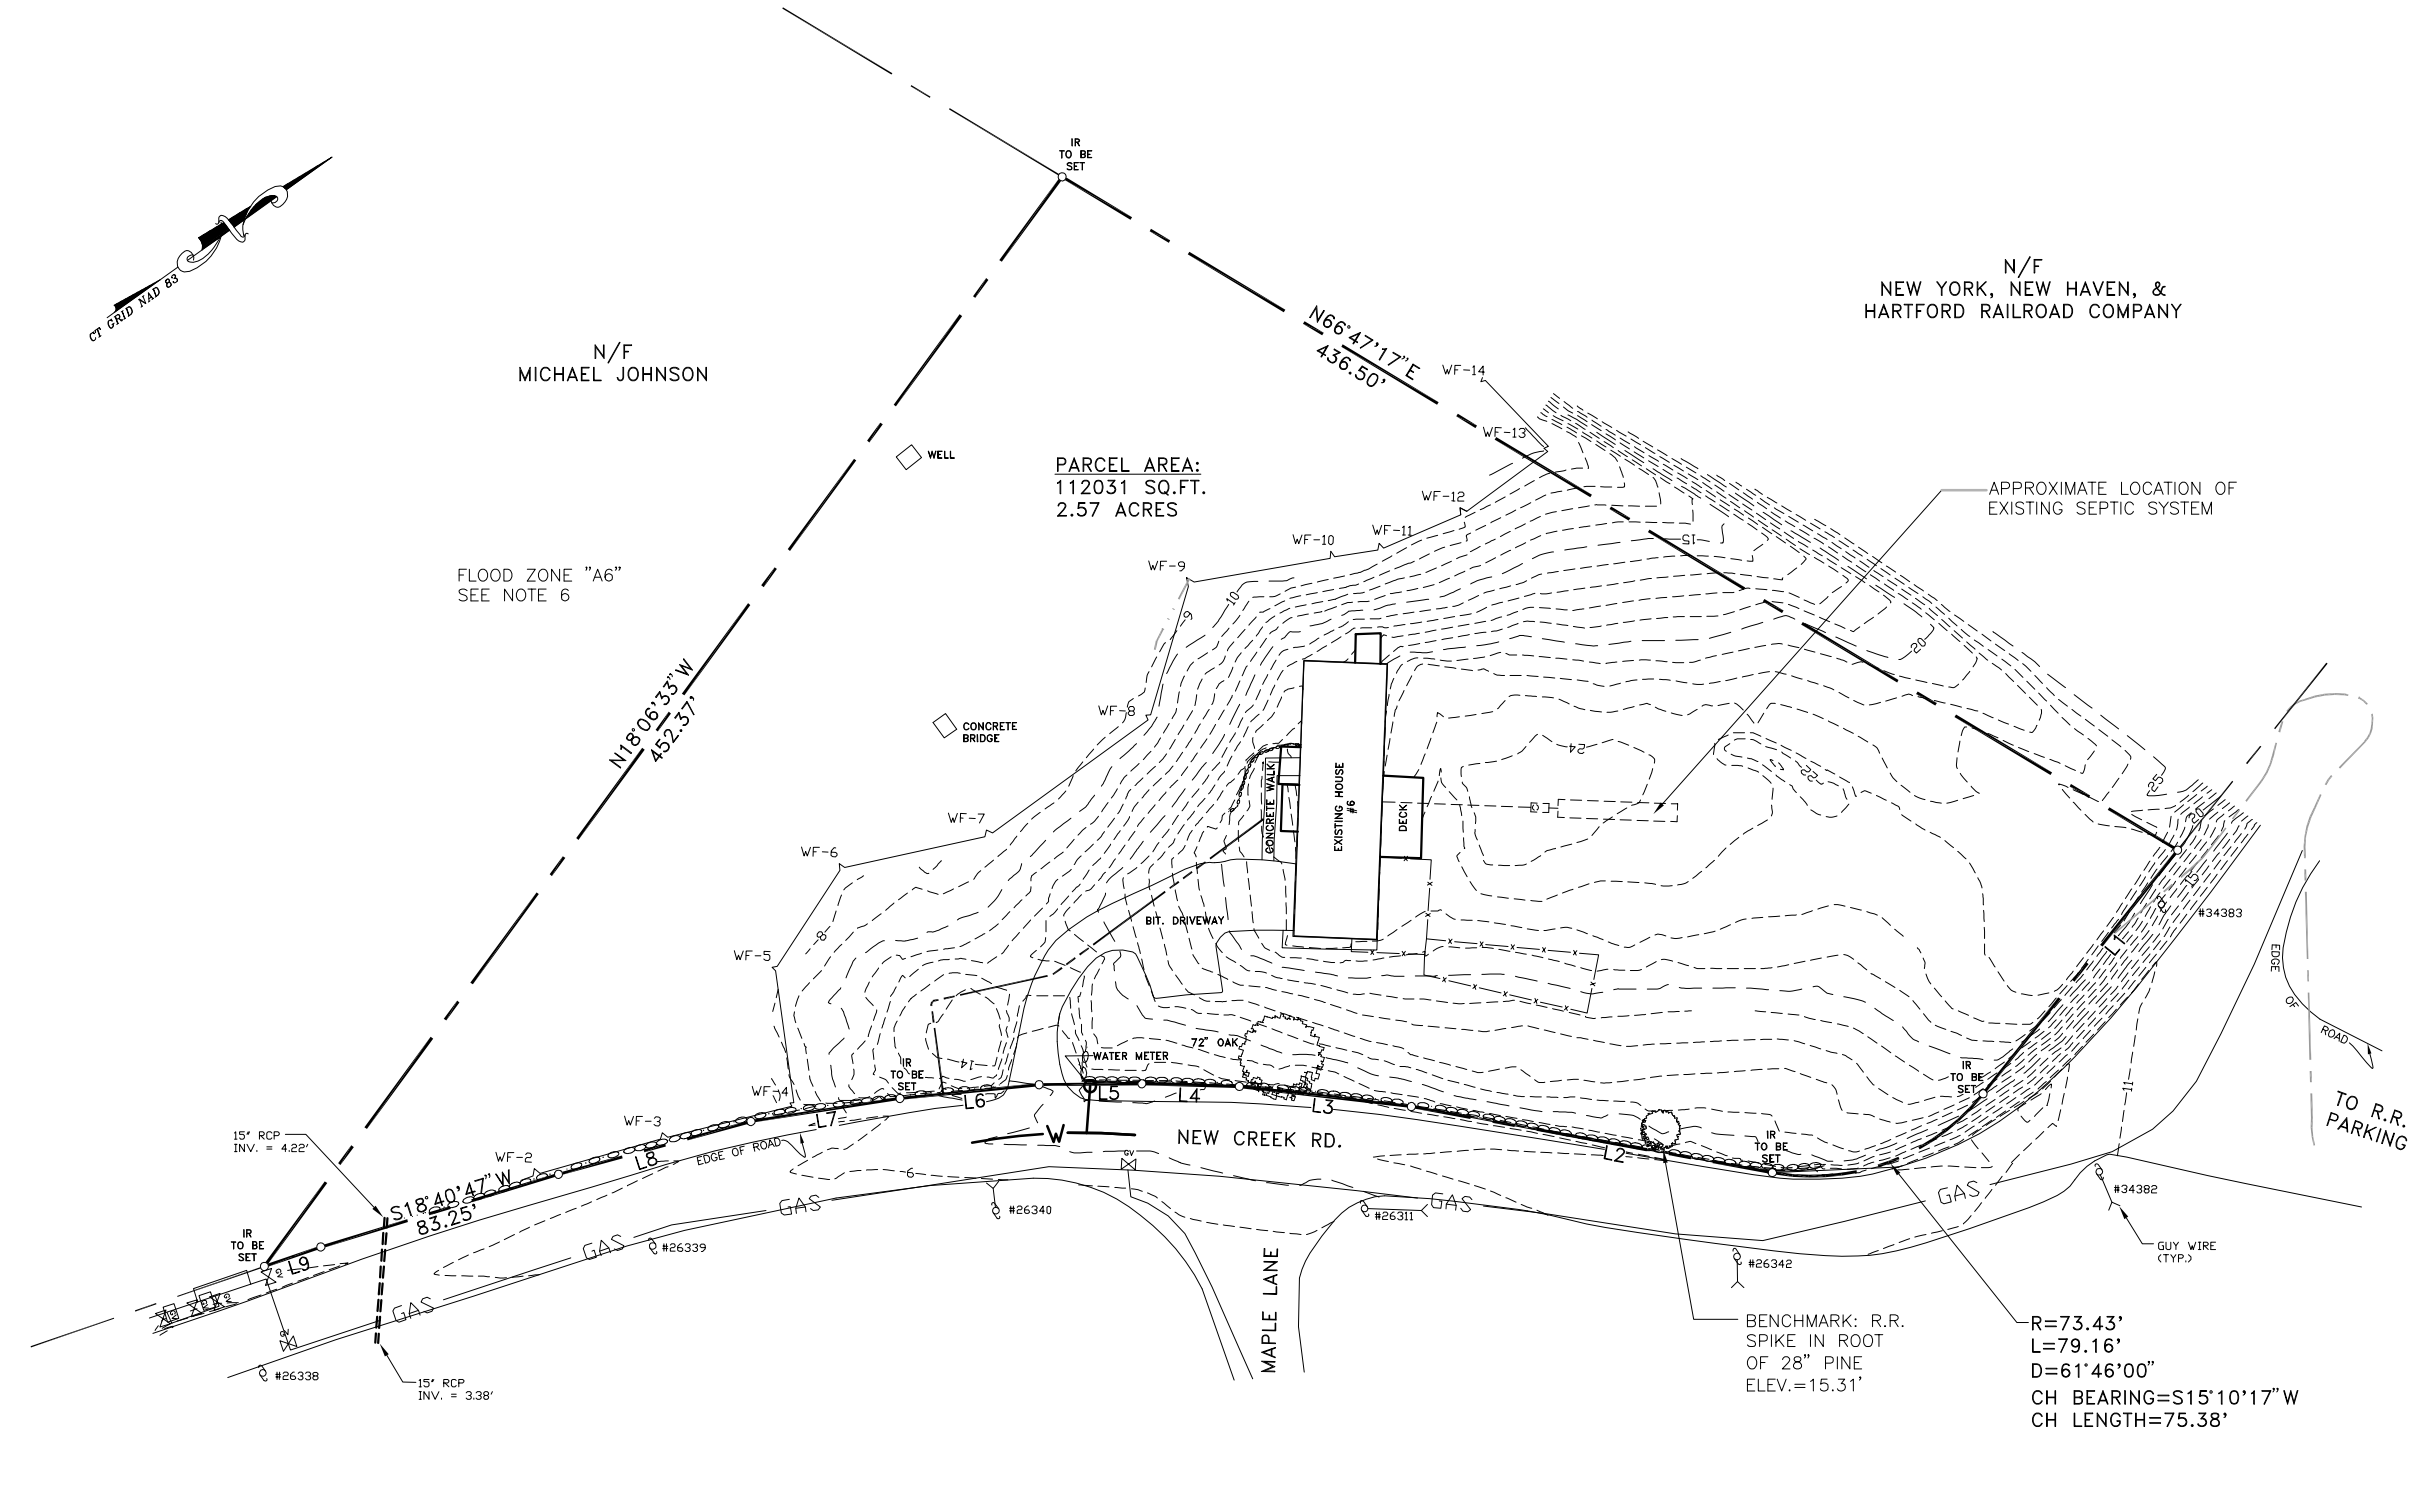 IR
TO BE
SET
CT GRID NAD 83
N/F
MICHAEL JOHNSON
N/F
NEW YORK, NEW HAVEN, &
HARTFORD RAILROAD COMPANY
N66°47'17"E
436.50'
WF-14
WF-13
WELL
PARCEL AREA:
112031 SQ.FT.
2.57 ACRES
WF-12
WF-11
WF-10
WF-9
15
APPROXIMATE LOCATION OF
EXISTING SEPTIC SYSTEM
FLOOD ZONE "A6"
SEE NOTE 6
10
9
20
N18°06'33"W
452.37'
WF-8
CONCRETE
BRIDGE
24
22
25
20
CONCRETE WALK
EXISTING HOUSE
#6
DECK
WF-7
WF-6
15
#34383
BIT. DRIVEWAY
8
WF-5
L1
EDGE
OF
ROAD
14
72" OAK
WATER METER
IR
TO BE
SET
IR
TO BE
SET
11
WF-4
L5
L4
L3
L6
L7
WF-3
TO R.R.
PARKING
15" RCP
INV. = 4.22'
EDGE OF ROAD
W
NEW CREEK RD.
IR
TO BE
SET
L2
L8
WF-2
GV
6
S18°40'47"W
83.25'
GAS
GAS
GAS
#34382
#26340
#26311
IR
TO BE
SET
GAS
#26339
L9
GUY WIRE
(TYP.)
#26342
MAPLE LANE
GAS
GV
#26338
15" RCP
INV. = 3.38'
BENCHMARK: R.R.
SPIKE IN ROOT
OF 28" PINE
ELEV.=15.31'
R=73.43'
L=79.16'
D=61°46'00"
CH BEARING=S15°10'17"W
CH LENGTH=75.38'